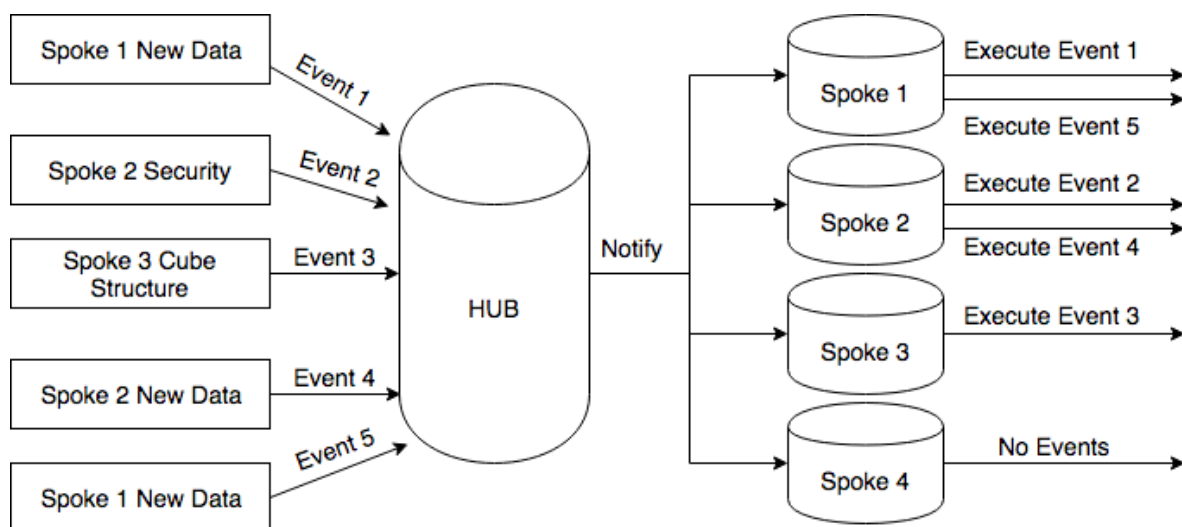 Spoke 1 New Data
Event 1
Spoke 2 Security
Event 2
Spoke 3 Cube
Structure
Event 3
Spoke 2 New Data
Event 4
Spoke 1 New Data
Event 5
HUB
Notify
Spoke 1
Execute Event 1
Execute Event 5
Spoke 2
Execute Event 2
Execute Event 4
Spoke 3
Execute Event 3
Spoke 4
No Events